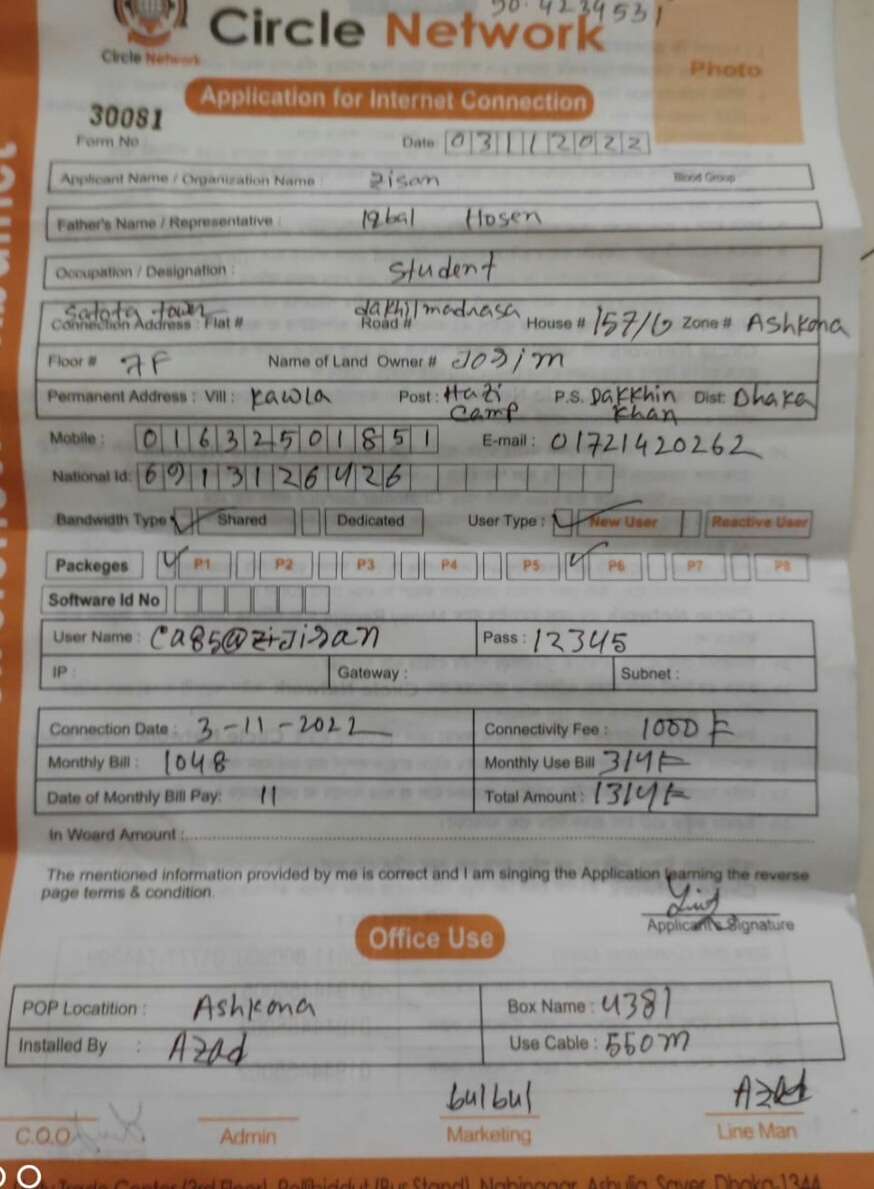 Circle Network
Circle Network
Photo
Application for Internet Connection
30081
Form No
Date: 03112022
Applicant Name / Organization Name : Zisan Blood Group
Father's Name / Representative : Iqbal Hosen
Occupation / Designation : Student
Connection Address : Flat # Road # dakhil madrasa House # 157/6 Zone # Ashkona
Floor # 7F Name of Land Owner # Josim
Permanent Address : Vill : Kawla Post : Hazi Camp P.S. Dakkhin Khan Dist: Dhaka
Mobile : 01632501851 E-mail : 01721420262
National Id: 6913126426
Bandwidth Type Shared Dedicated User Type : New User Reactive User
Packeges P1 P2 P3 P4 P5 P6 P7 P8
Software Id No
User Name : Pass : 12345
IP : Gateway : Subnet :
Connection Date : 3-11-2022 Connectivity Fee : 1000
Monthly Bill : 1048 Monthly Use Bill 314
Date of Monthly Bill Pay: 11 Total Amount : 1314
In Woard Amount :
The mentioned information provided by me is correct and I am singing the Application learning the reverse
page terms & condition.
Applicant's Signature
Office Use
POP Locatition : Ashkona Box Name : 4381
Installed By : Azad Use Cable : 550m
bulbul Azad
C.O.O Admin Marketing Line Man